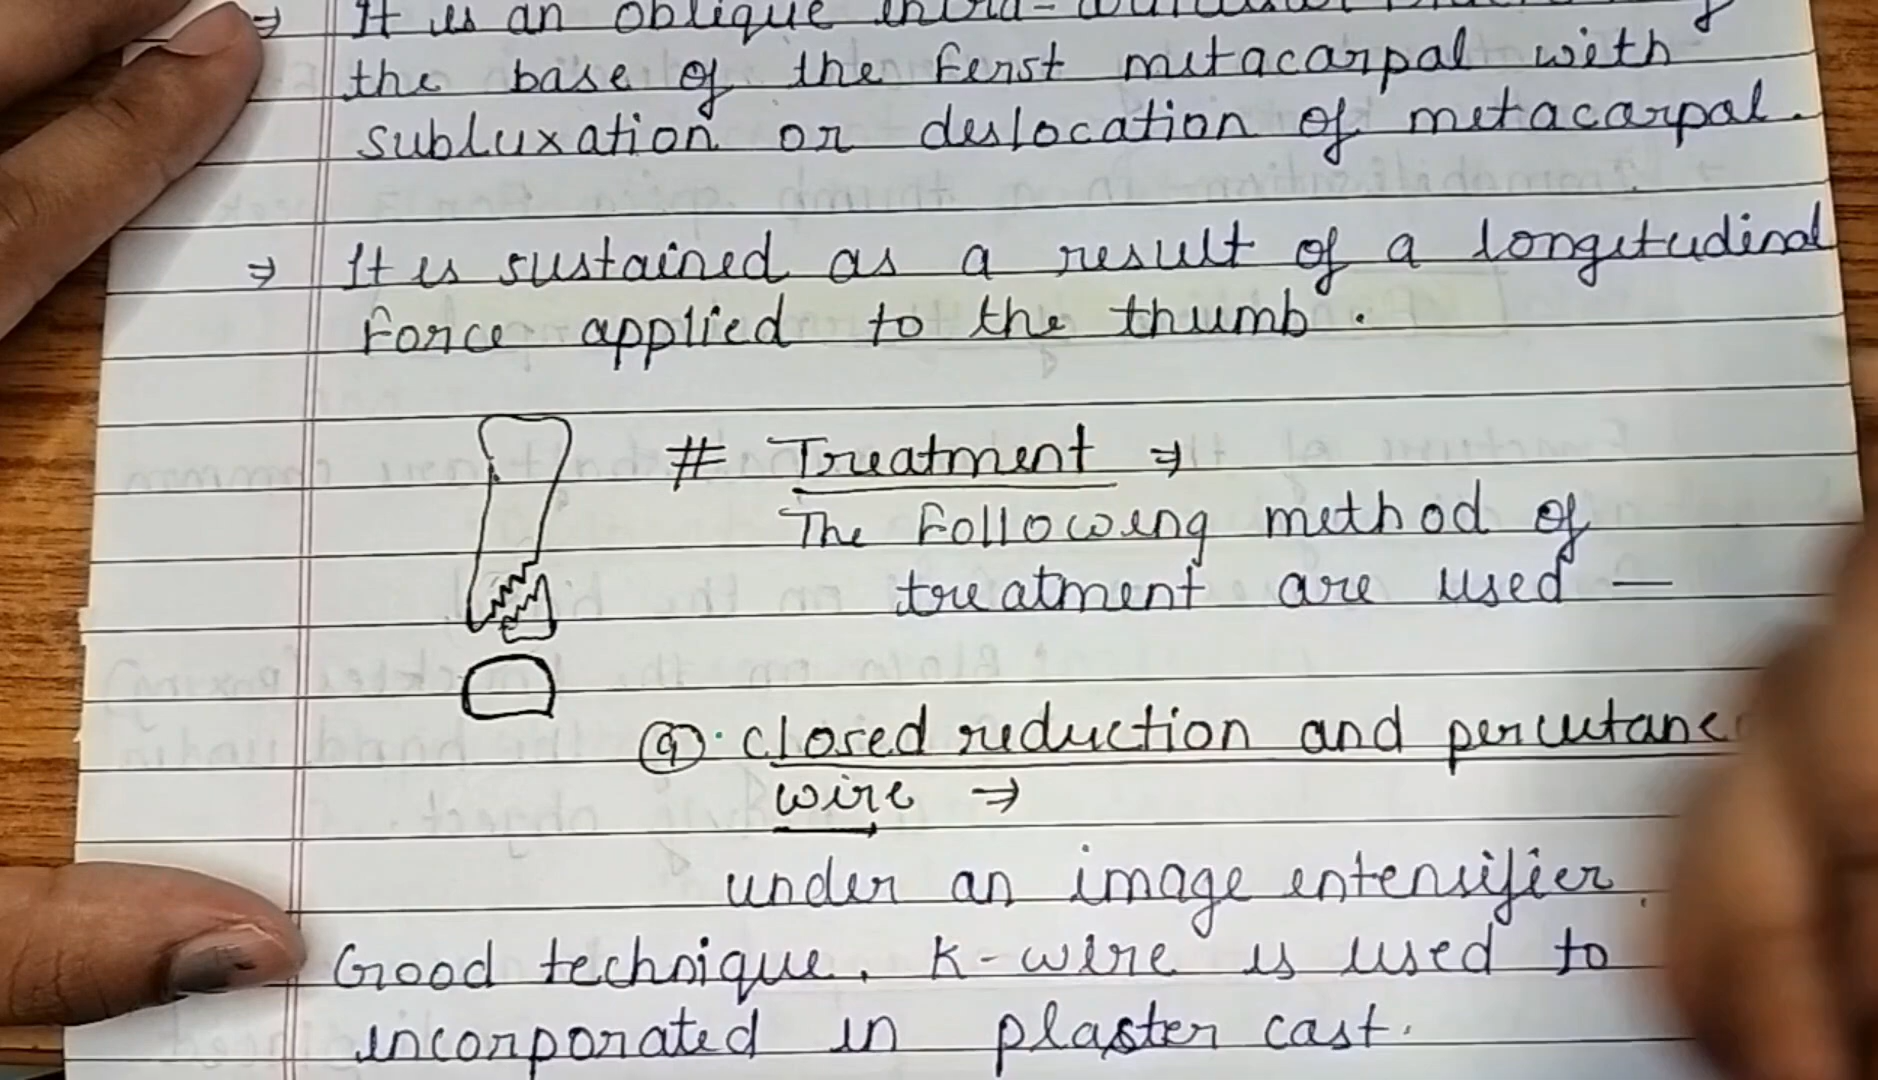 ⇒ It is an oblique intra-
the base of the first metacarpal with
subluxation or dislocation of metacarpal.
⇒ It is sustained as a result of a longitudinal
Force applied to the thumb.
# Treatment ⇒
The Following method of
treatment are used —
ⓐ. closed reduction and percutane
wire ⇒
under an image intensifier.
Good technique. K-wire is used to
incorporated in plaster cast.